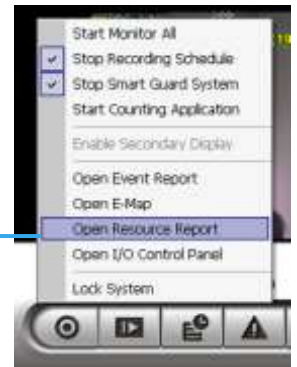 Start Monitor All
Stop Recording Schedule
Stop Smart Guard System
Start Counting Application
Enable Secondary Display
Open Event Report
Open E-Map
Open Resource Report
Open I/O Control Panel
Lock System